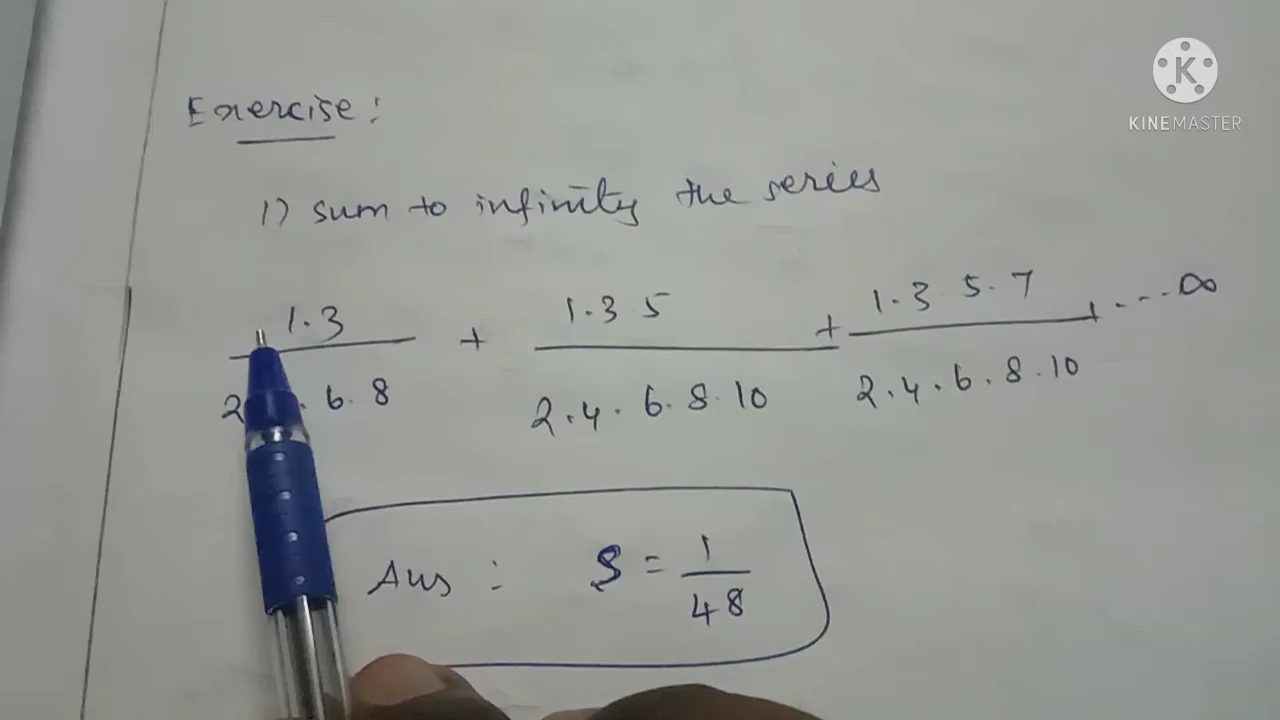 KINEMASTER
Exercise:
1) sum to infinity the series
1.3 + 1.3 5 + 1.3 5.7 + ... ∞
2 . 6.8 2.4.6.8.10 2.4.6.8.10
Ans : S = 1
48